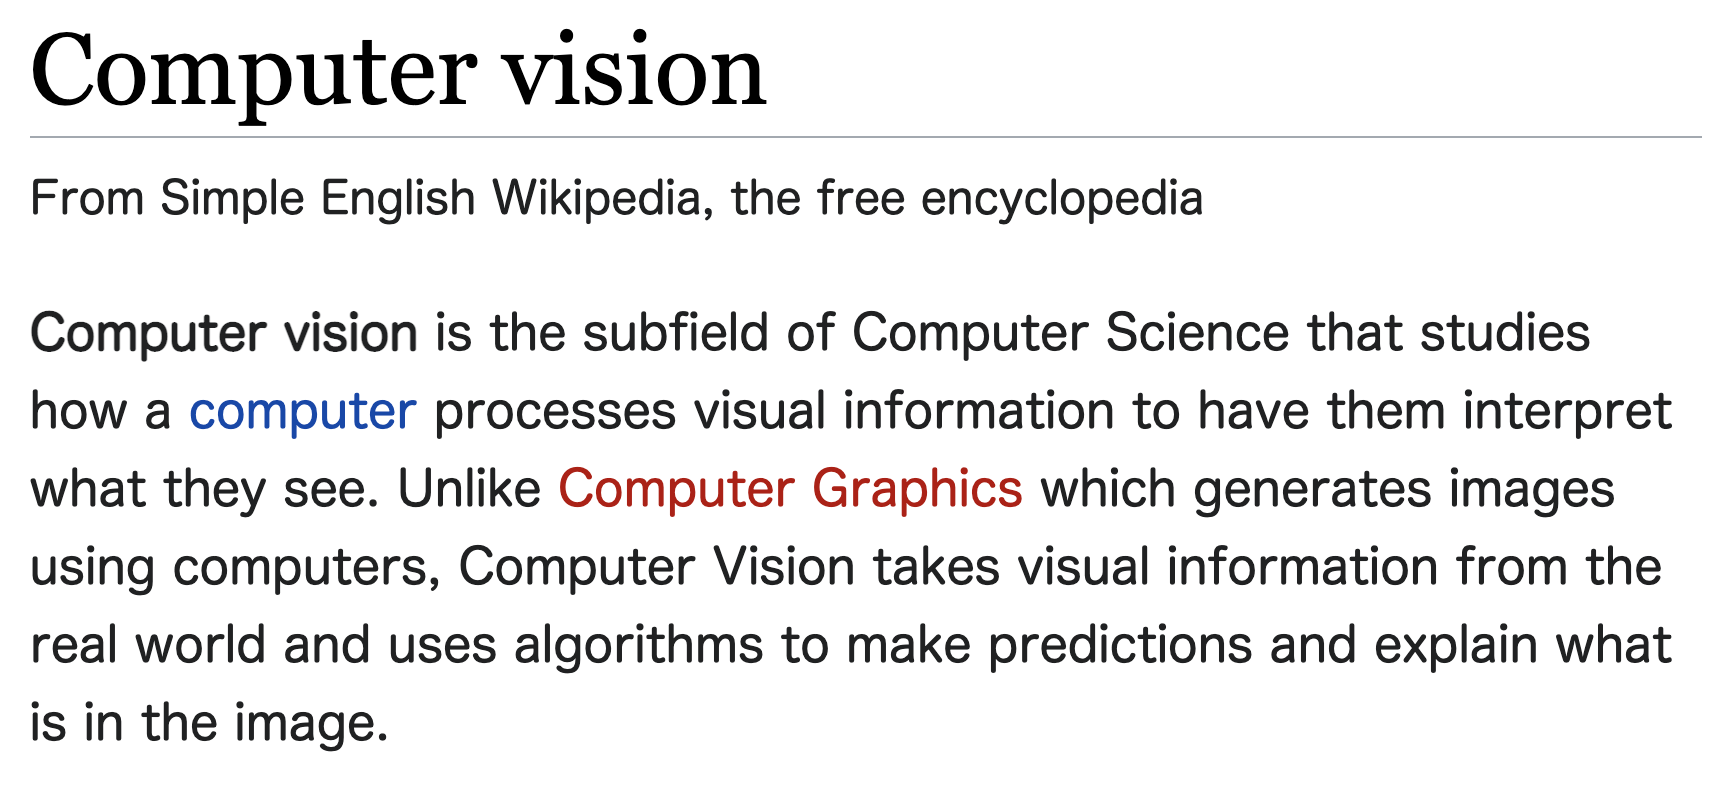 Computer vision
From Simple English Wikipedia, the free encyclopedia
Computer vision is the subfield of Computer Science that studies
how a computer processes visual information to have them interpret
what they see. Unlike Computer Graphics which generates images
using computers, Computer Vision takes visual information from the
real world and uses algorithms to make predictions and explain what
is in the image.